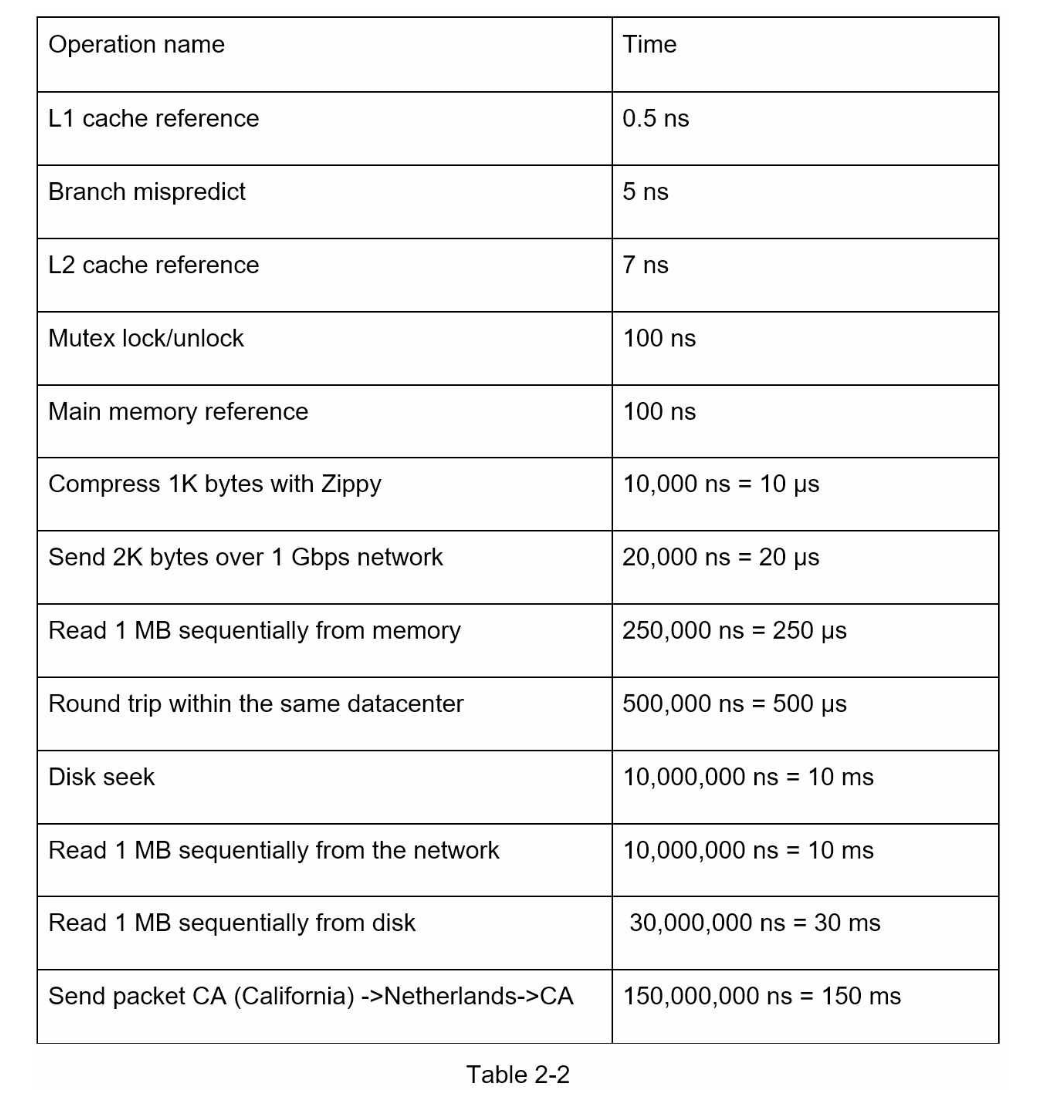 Operation name Time
L1 cache reference 0.5 ns
Branch mispredict 5 ns
L2 cache reference 7 ns
Mutex lock/unlock 100 ns
Main memory reference 100 ns
Compress 1K bytes with Zippy 10,000 ns = 10 μs
Send 2K bytes over 1 Gbps network 20,000 ns = 20 μs
Read 1 MB sequentially from memory 250,000 ns = 250 μs
Round trip within the same datacenter 500,000 ns = 500 μs
Disk seek 10,000,000 ns = 10 ms
Read 1 MB sequentially from the network 10,000,000 ns = 10 ms
Read 1 MB sequentially from disk 30,000,000 ns = 30 ms
Send packet CA (California) ->Netherlands->CA 150,000,000 ns = 150 ms
Table 2-2